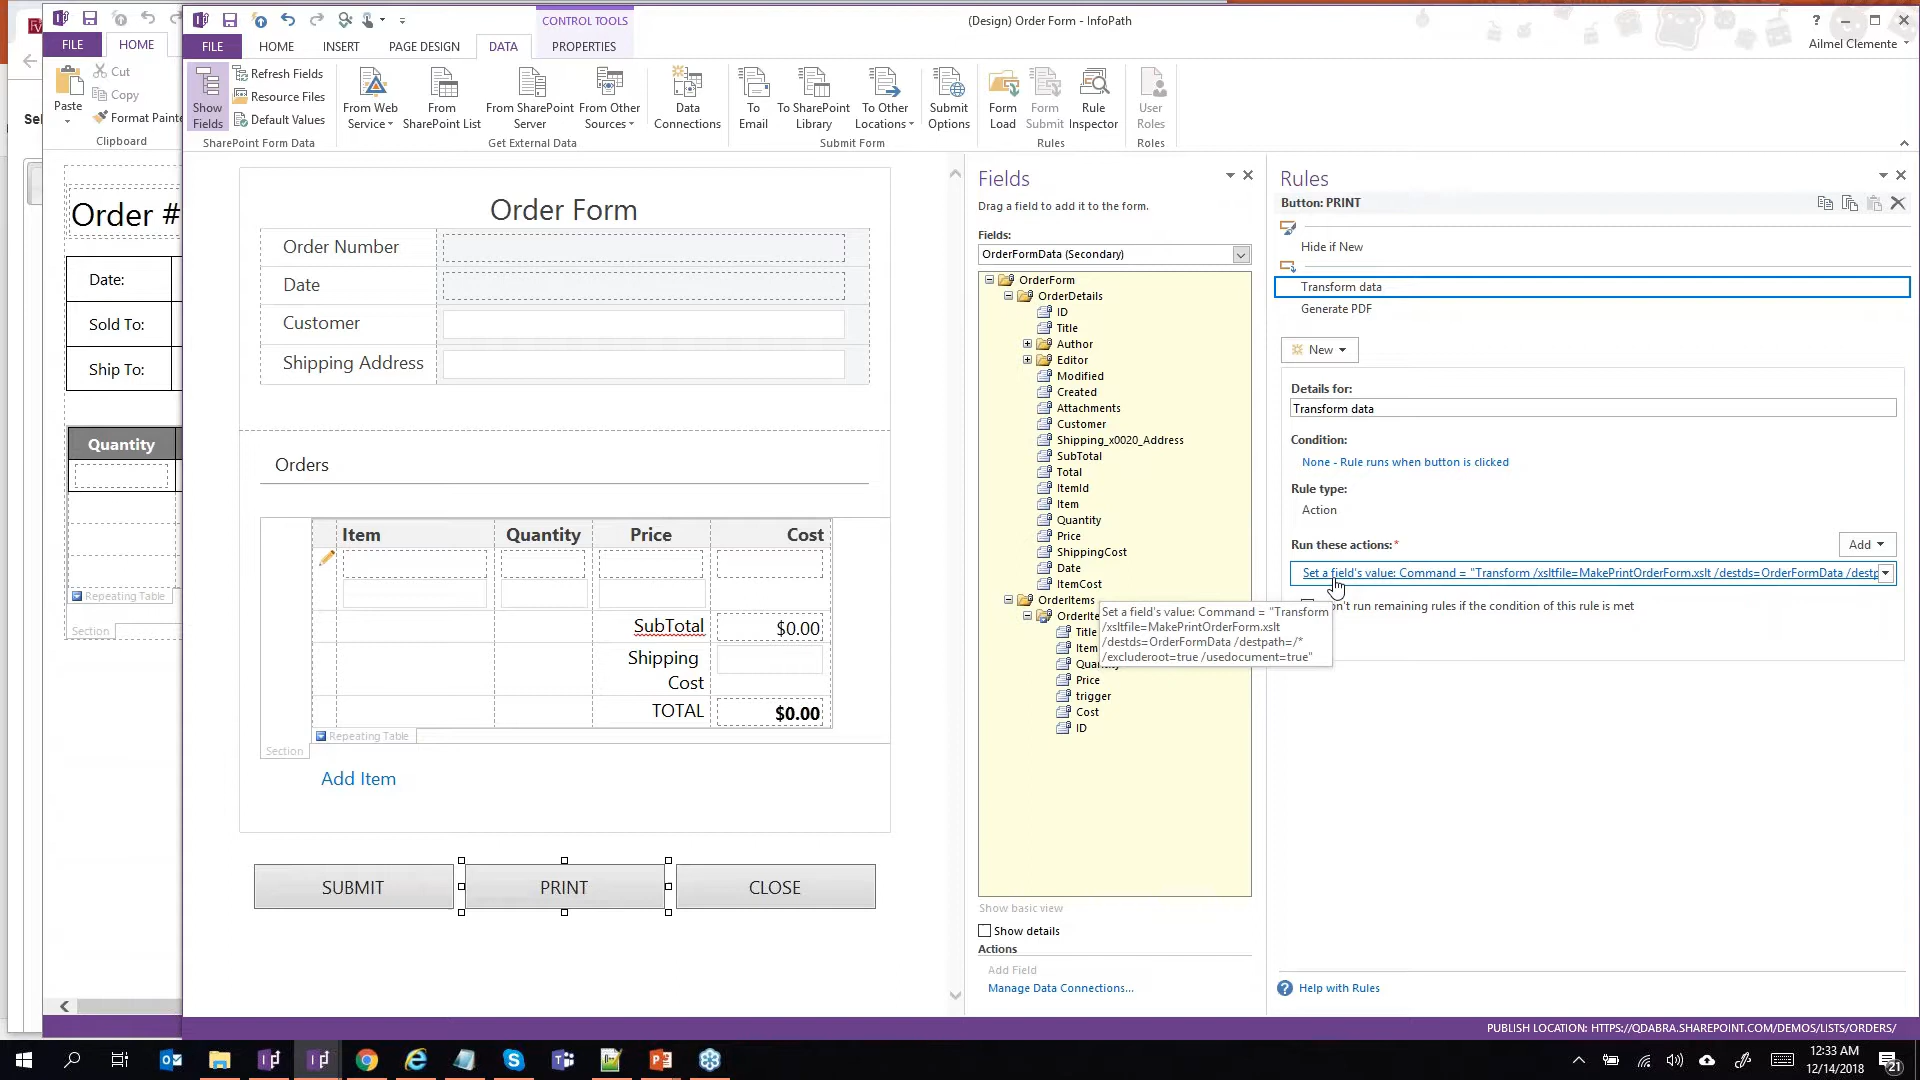 CONTROL TOOLS
(Design) Order Form - InfoPath
?
FILE
HOME
FILE
HOME
INSERT
PAGE DESIGN
DATA
PROPERTIES
Ailmel Clemente
Paste
Cut
Copy
Format Painte
Clipboard
Show
Fields
Refresh Fields
Resource Files
Default Values
SharePoint Form Data
From Web
Service
From
SharePoint List
From SharePoint
Server
From Other
Sources
Data
Connections
Get External Data
To
Email
To SharePoint
Library
To Other
Locations
Submit
Options
Submit Form
Form
Load
Form
Submit
Rule
Inspector
Rules
User
Roles
Roles
Sel
Order #
Date:
Sold To:
Ship To:
Quantity
Repeating Table
Section
Order Form
Order Number
Date
Customer
Shipping Address
Orders
Item
Quantity
Price
Cost
SubTotal
$0.00
Shipping
Cost
TOTAL
$0.00
Repeating Table
Section
Add Item
SUBMIT
PRINT
CLOSE
Fields
Drag a field to add it to the form.
Fields:
OrderFormData (Secondary)
OrderForm
OrderDetails
ID
Title
Author
Editor
Modified
Created
Attachments
Customer
Shipping_x0020_Address
SubTotal
Total
ItemId
Item
Quantity
Price
ShippingCost
Date
ItemCost
OrderItems
OrderIte
Title
Item
Quan
Price
trigger
Cost
ID
Show basic view
Show details
Actions
Add Field
Manage Data Connections...
Rules
Button: PRINT
Hide if New
Transform data
Generate PDF
New
Details for:
Transform data
Condition:
None - Rule runs when button is clicked
Rule type:
Action
Run these actions:*
Add
Set a field's value: Command = "Transform /xsltfile=MakePrintOrderForm.xslt /destds=OrderFormData /destp
n't run remaining rules if the condition of this rule is met
Set a field's value: Command = "Transform
/xsltfile=MakePrintOrderForm.xslt
/destds=OrderFormData /destpath=/*
/excluderoot=true /usedocument=true"
Help with Rules
PUBLISH LOCATION: HTTPS://QDABRA.SHAREPOINT.COM/DEMOS/LISTS/ORDERS/
12:33 AM
12/14/2018
21